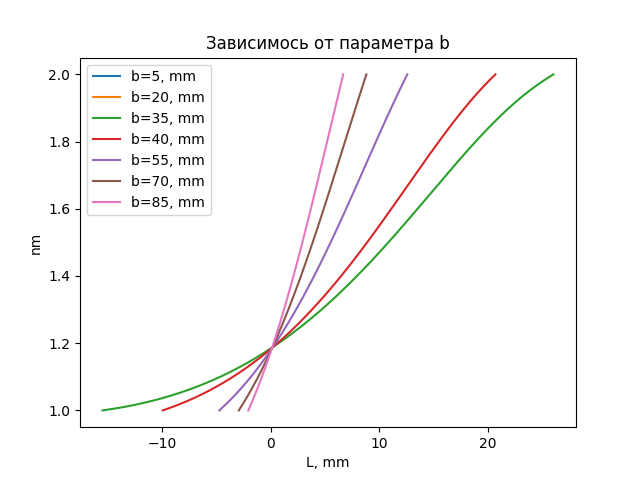 Зависимось от параметра b
b=5, mm
b=20, mm
b=35, mm
b=40, mm
b=55, mm
b=70, mm
b=85, mm
2.0
1.8
1.6
1.4
1.2
1.0
nm
−10
0
10
20
L, mm